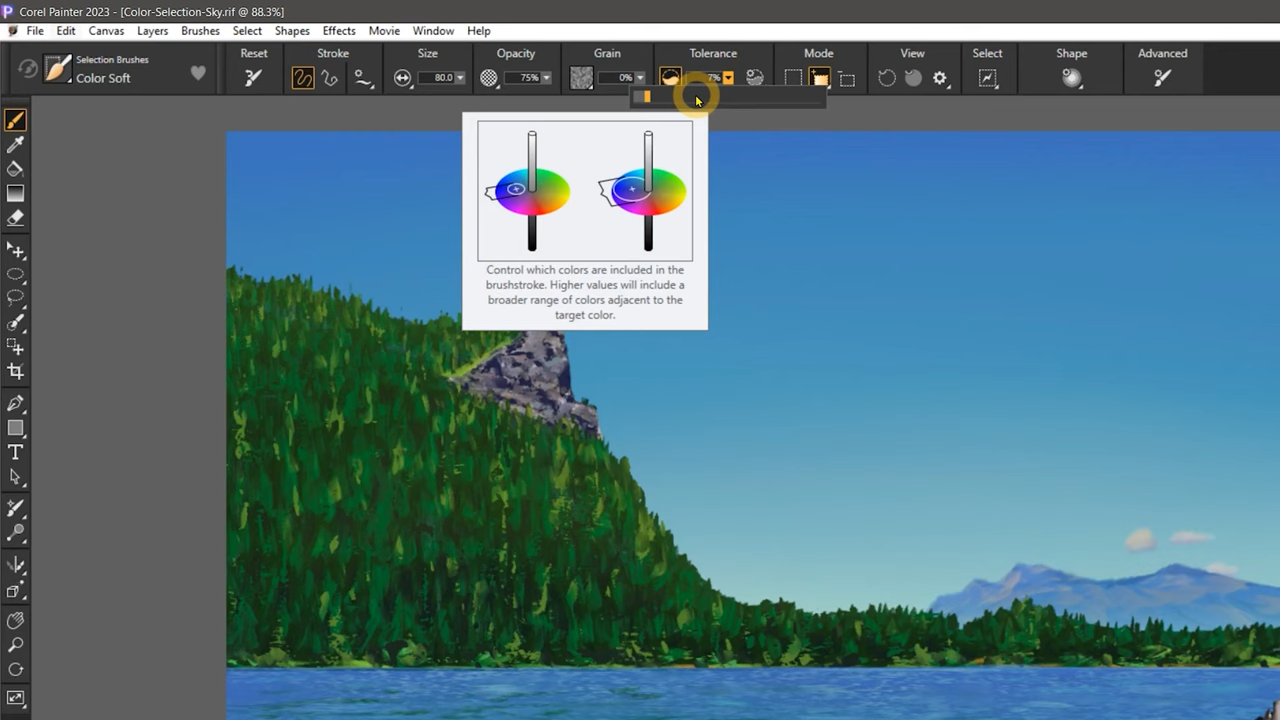 Corel Painter 2023 - [Color-Selection-Sky.rif @ 88.3%]
File Edit Canvas Layers Brushes Select Shapes Effects Movie Window Help
Selection Brushes
Color Soft
Reset Stroke Size Opacity Grain Tolerance Mode View Select Shape Advanced
80.0 75% 0% 7%
Control which colors are included in the
brushstroke. Higher values will include a
broader range of colors adjacent to the
target color.
T